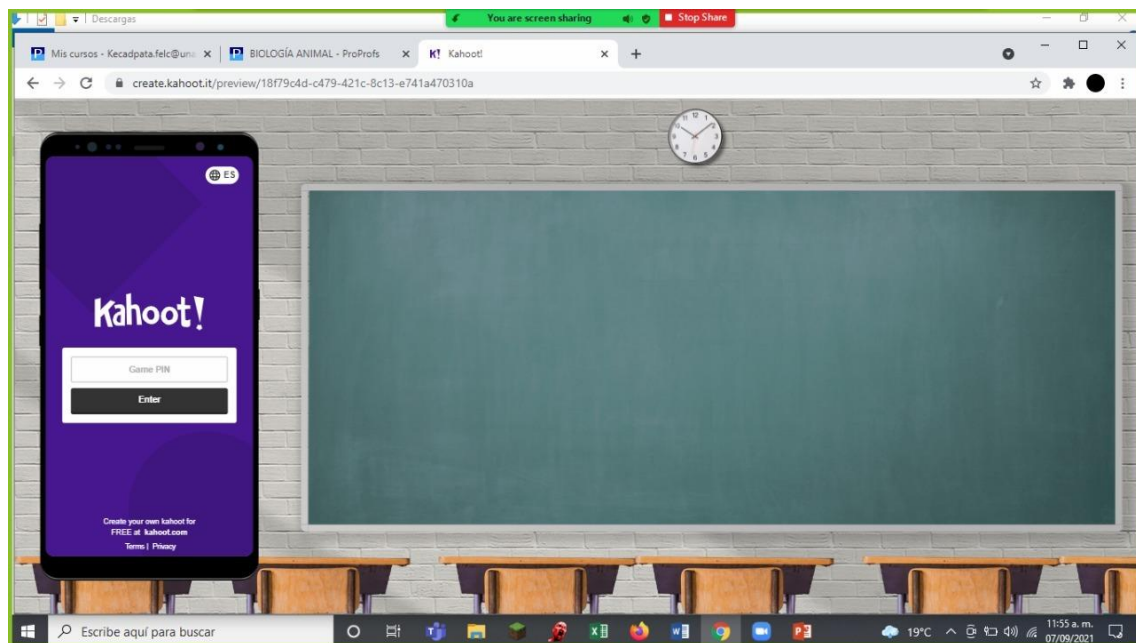 Descargas
You are screen sharing
Stop Share
Mis cursos - Kecadpata.felc@una
BIOLOGÍA ANIMAL - ProProfs
K! Kahoot!
create.kahoot.it/preview/18f79c4d-c479-421c-8c13-e741a470310a
ES
Kahoot!
Game PIN
Enter
Create your own kahoot for
FREE at kahoot.com
Terms | Privacy
Escribe aquí para buscar
19°C
11:55 a. m.
07/09/2021